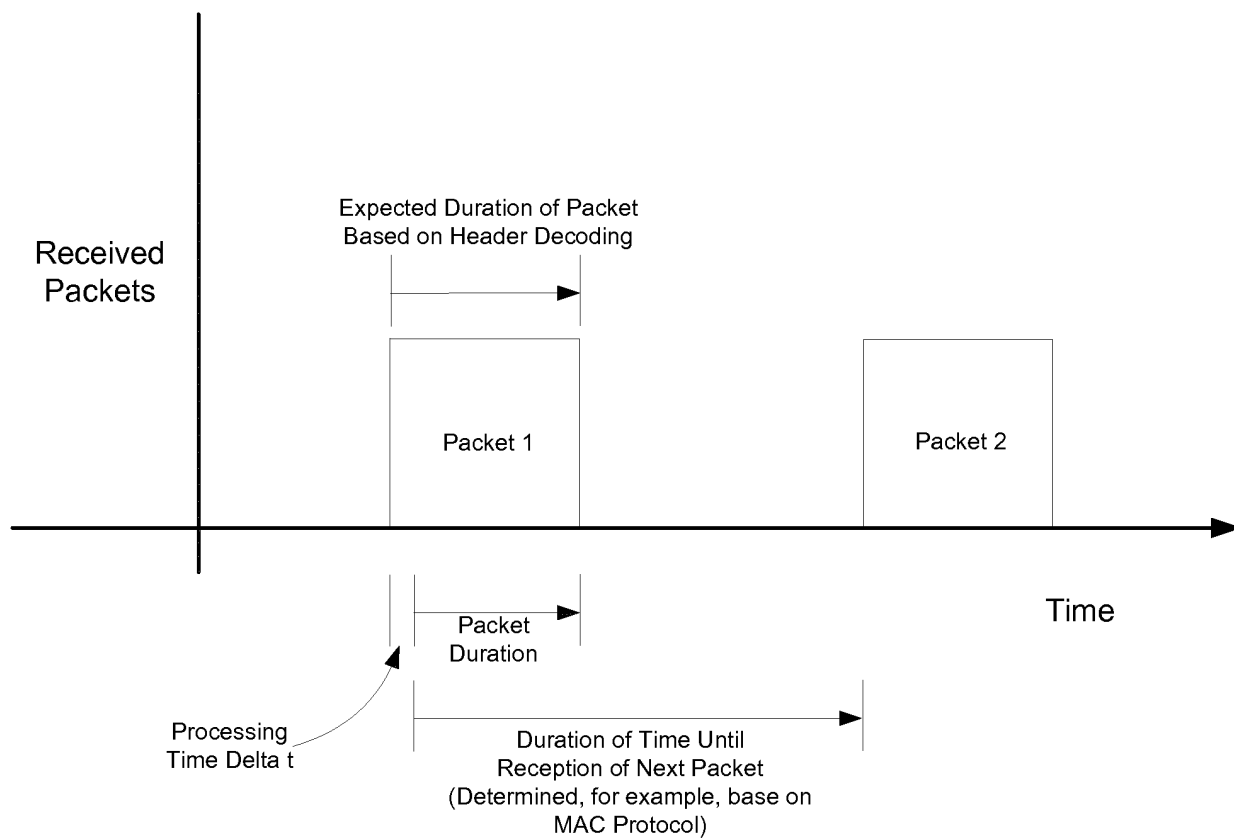 Expected Duration of Packet
Based on Header Decoding
Received
Packets
Packet 1
Packet 2
Time
Packet
Duration
Processing
Time Delta t
Duration of Time Until
Reception of Next Packet
(Determined, for example, base on
MAC Protocol)